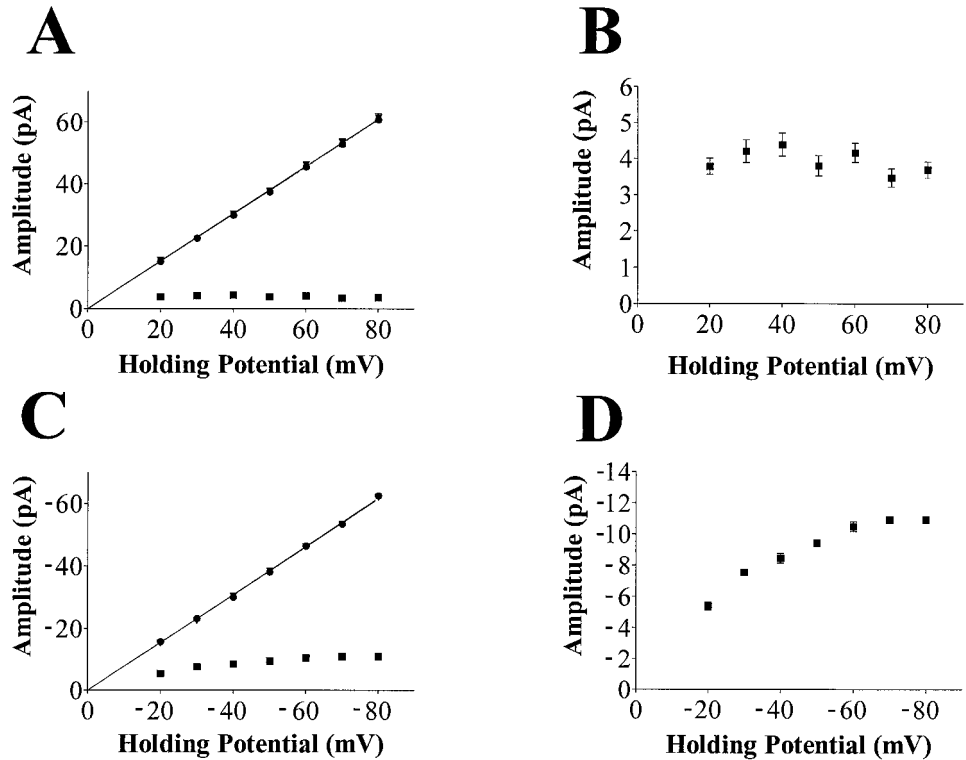 A
Amplitude (pA)
60
40
20
0
0 20 40 60 80
Holding Potential (mV)
B
Amplitude (pA)
6
5
4
3
2
1
0
0 20 40 60 80
Holding Potential (mV)
C
Amplitude (pA)
-60
-40
-20
0
0 -20 -40 -60 -80
Holding Potential (mV)
D
Amplitude (pA)
-14
-12
-10
-8
-6
-4
-2
0
0 -20 -40 -60 -80
Holding Potential (mV)